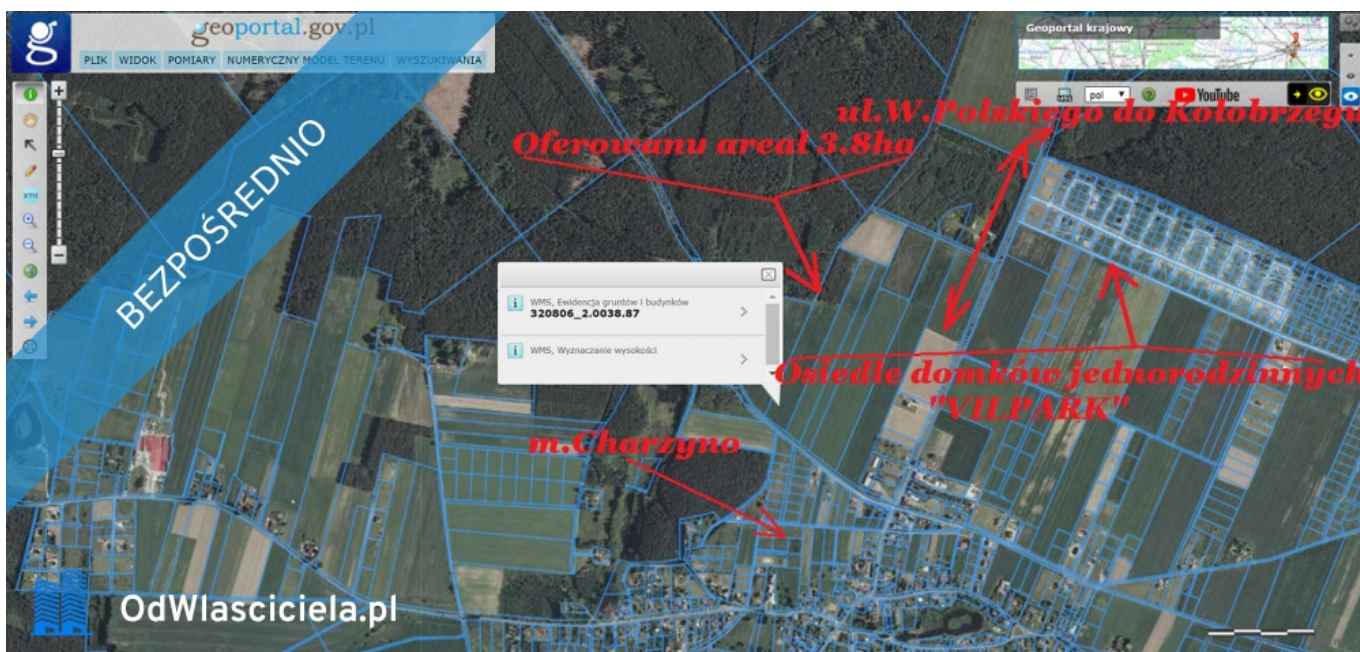 geoportal.gov.pl
PLIK WIDOK POMIARY NUMERYCZNY MODEL TERENU WYSZUKIWANIA
Geoportal krajowy
pol
YouTube
XYH
BEZPOŚREDNIO
ul.W.Polskiego do Kołobrzegu
Oferowanu areał 3.8ha
WMS, Ewidencja gruntów i budynków
320806_2.0038.87
WMS, Wyznaczanie wysokości
Osiedle domków jednorodzinnych
"VILPARK"
m.Charzyno
OdWlasciciela.pl